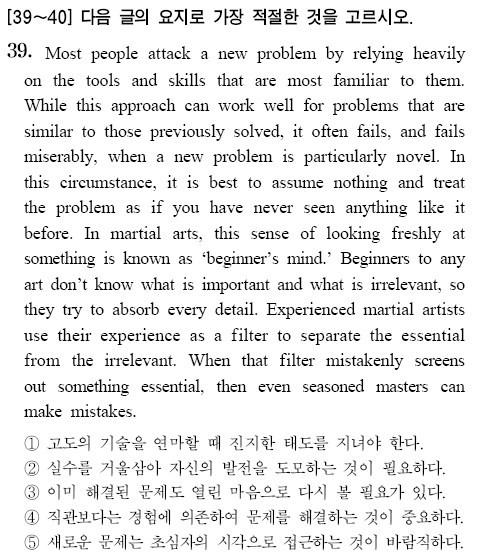 [39~40] 다음 글의 요지로 가장 적절한 것을 고르시오.
39. Most people attack a new problem by relying heavily
on the tools and skills that are most familiar to them.
While this approach can work well for problems that are
similar to those previously solved, it often fails, and fails
miserably, when a new problem is particularly novel. In
this circumstance, it is best to assume nothing and treat
the problem as if you have never seen anything like it
before. In martial arts, this sense of looking freshly at
something is known as ‘beginner’s mind.’ Beginners to any
art don’t know what is important and what is irrelevant, so
they try to absorb every detail. Experienced martial artists
use their experience as a filter to separate the essential
from the irrelevant. When that filter mistakenly screens
out something essential, then even seasoned masters can
make mistakes.
① 고도의 기술을 연마할 때 진지한 태도를 지녀야 한다.
② 실수를 거울삼아 자신의 발전을 도모하는 것이 필요하다.
③ 이미 해결된 문제도 열린 마음으로 다시 볼 필요가 있다.
④ 직관보다는 경험에 의존하여 문제를 해결하는 것이 중요하다.
⑤ 새로운 문제는 초심자의 시각으로 접근하는 것이 바람직하다.